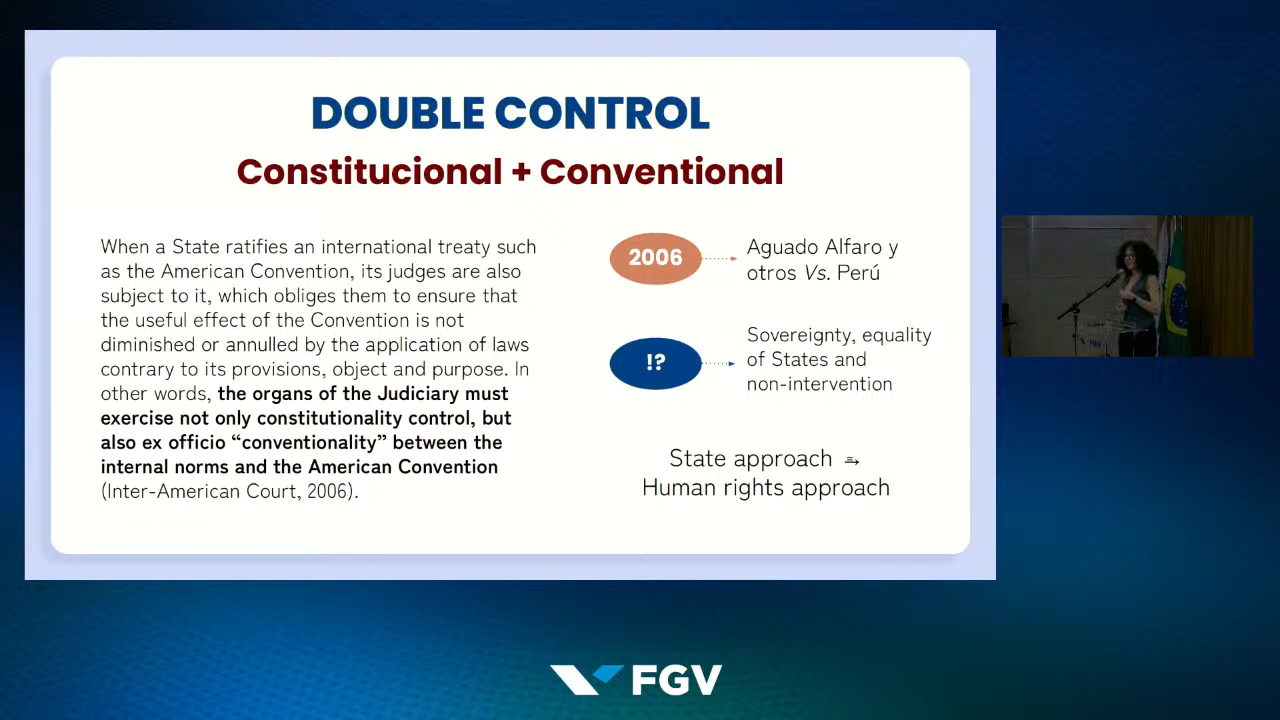 DOUBLE CONTROL
Constitucional + Conventional
When a State ratifies an international treaty such
as the American Convention, its judges are also
subject to it, which obliges them to ensure that
the useful effect of the Convention is not
diminished or annulled by the application of laws
contrary to its provisions, object and purpose. In
other words, the organs of the Judiciary must
exercise not only constitutionality control, but
also ex officio “conventionality” between the
internal norms and the American Convention
(Inter-American Court, 2006).
2006
Aguado Alfaro y
otros Vs. Perú
!?
Sovereignty, equality
of States and
non-intervention
State approach
Human rights approach
FGV
FGV